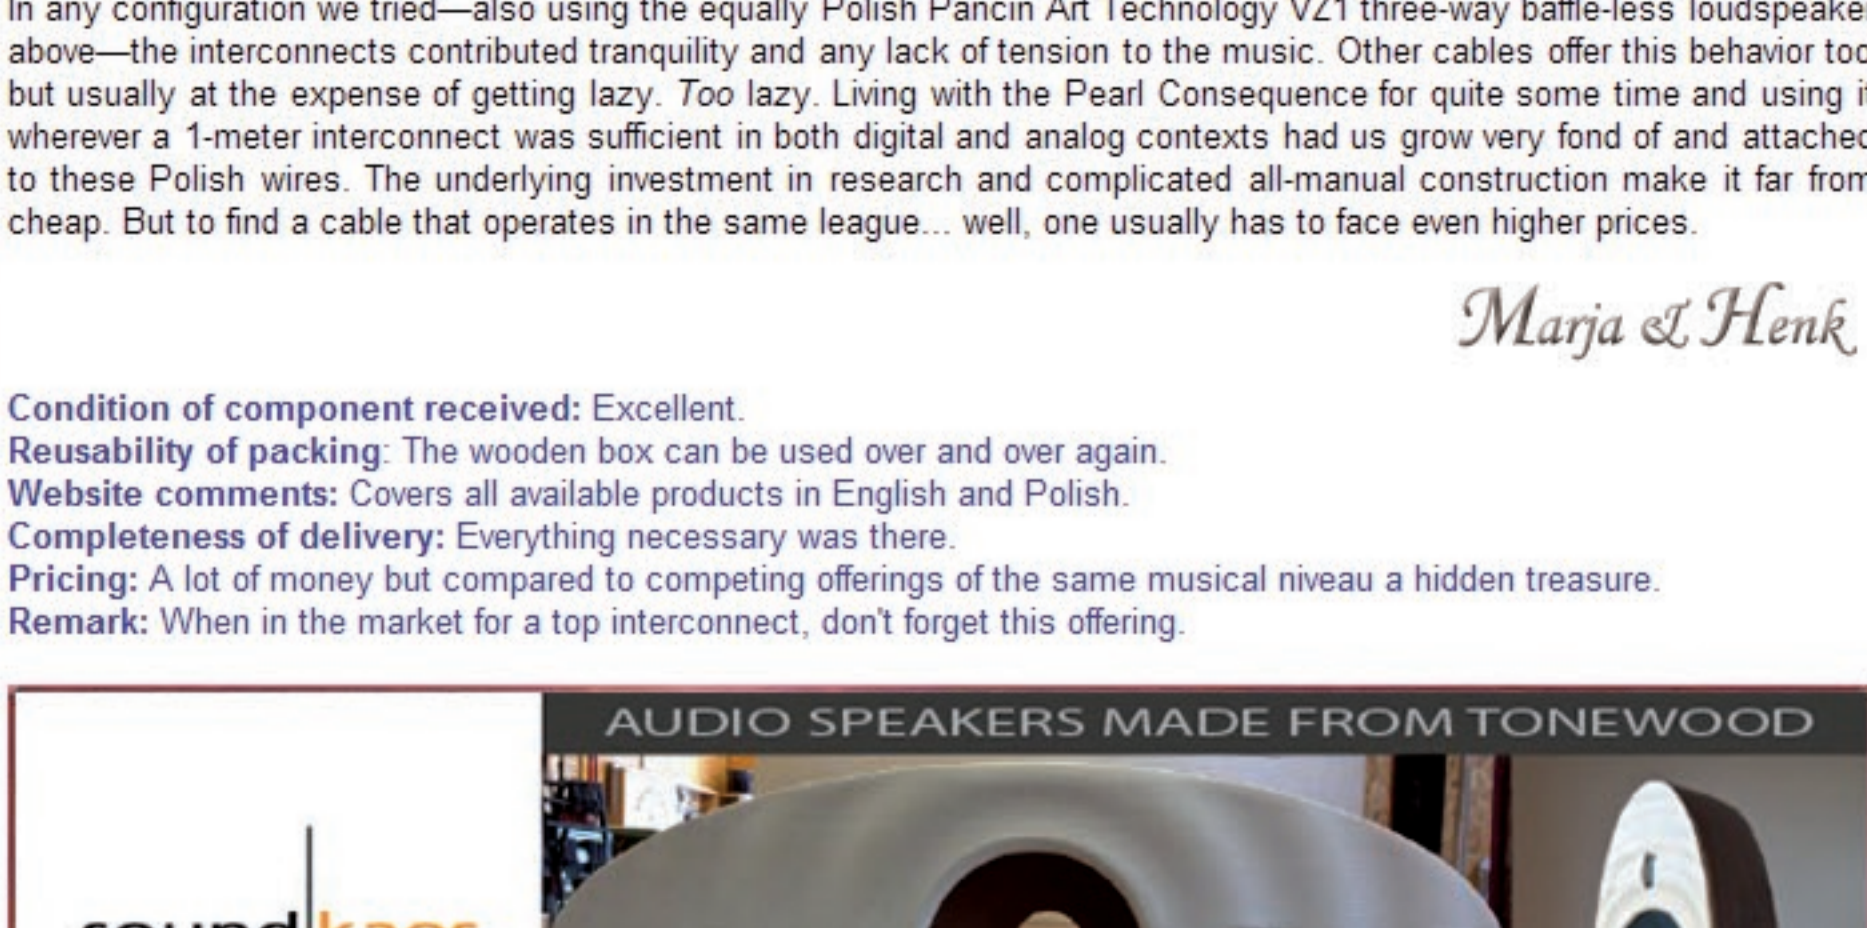 In any configuration we tried—also using the equally Polish Pancin Art Technology VZ1 three-way baffle-less loudspeaker
above—the interconnects contributed tranquility and any lack of tension to the music. Other cables offer this behavior too
but usually at the expense of getting lazy. Too lazy. Living with the Pearl Consequence for quite some time and using it
wherever a 1-meter interconnect was sufficient in both digital and analog contexts had us grow very fond of and attached
to these Polish wires. The underlying investment in research and complicated all-manual construction make it far from
cheap. But to find a cable that operates in the same league... well, one usually has to face even higher prices.
Marja & Henk
Condition of component received: Excellent.
Reusability of packing: The wooden box can be used over and over again.
Website comments: Covers all available products in English and Polish.
Completeness of delivery: Everything necessary was there.
Pricing: A lot of money but compared to competing offerings of the same musical niveau a hidden treasure.
Remark: When in the market for a top interconnect, don't forget this offering.
AUDIO SPEAKERS MADE FROM TONEWOOD
sound kaos